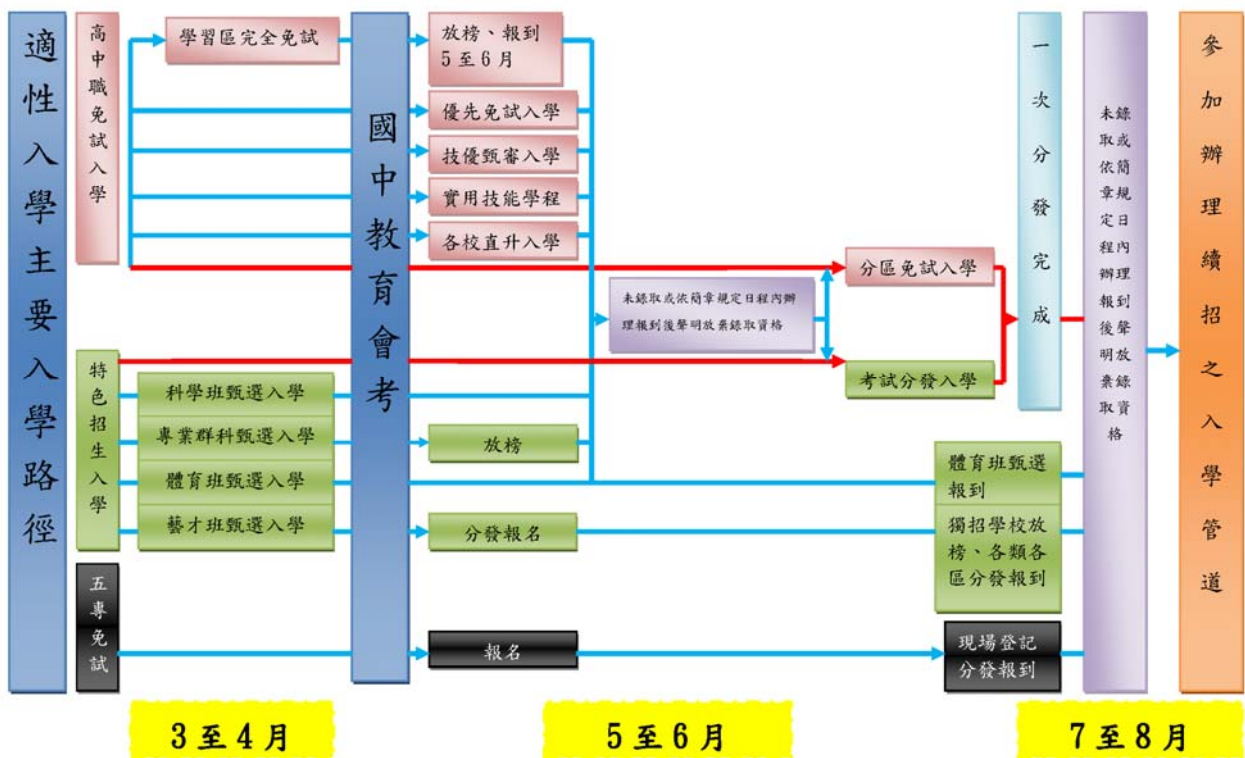 適性入學主要入學路徑
高中職免試入學
學習區完全免試
放榜、報到
5至6月
優先免試入學
技優甄審入學
實用技能學程
各校直升入學
國中教育會考
未錄取或依簡章規定日程內辦
理報到後聲明放棄錄取資格
分區免試入學
考試分發入學
一次分發完成
未錄
取或
依簡
章規
定日
程內
辦理
報到
後聲
明放
棄錄
取資
格
參加辦理續招之入學管道
特色招生入學
科學班甄選入學
專業群科甄選入學
體育班甄選入學
藝才班甄選入學
放榜
分發報名
體育班甄選
報到
獨招學校放
榜、各類各
區分發報到
五專免試
報名
現場登記
分發報到
3至4月
5至6月
7至8月